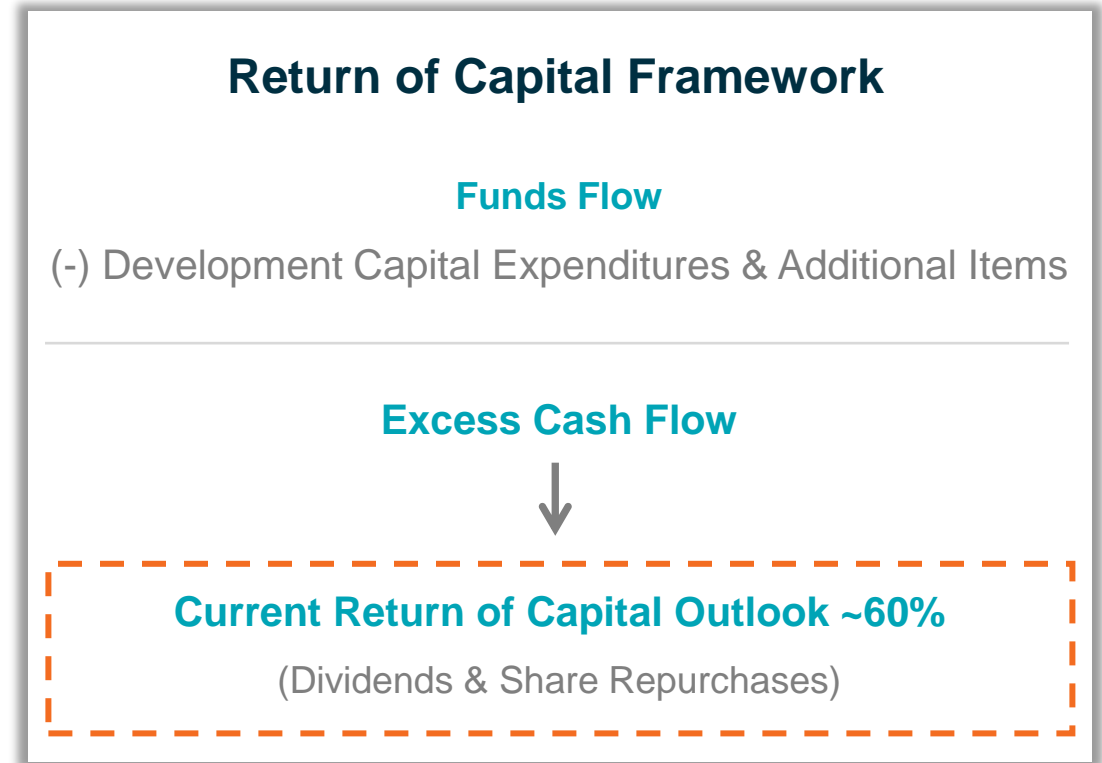 Return of Capital Framework
Funds Flow
(-) Development Capital Expenditures & Additional Items
Excess Cash Flow
Current Return of Capital Outlook ~60%
(Dividends & Share Repurchases)